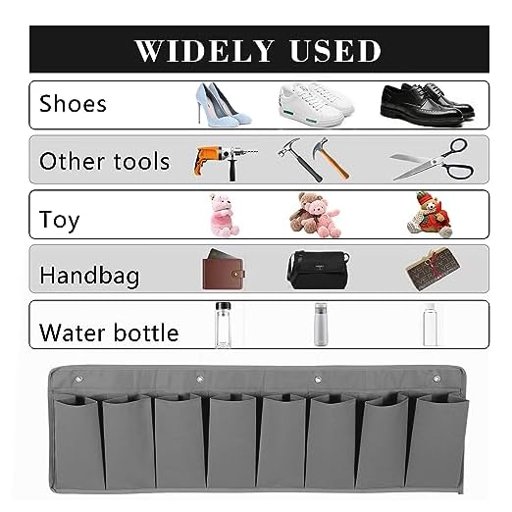 WIDELY USED
Shoes
Other tools
Toy
Handbag
Water bottle